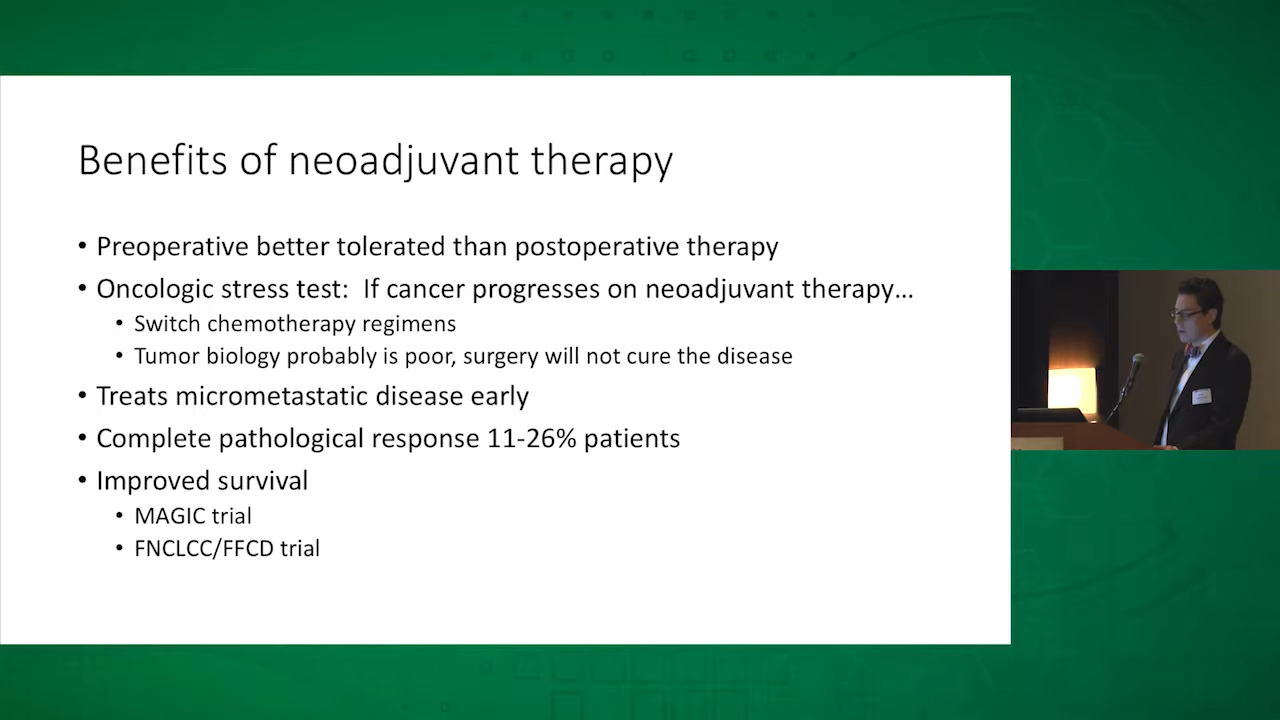 Benefits of neoadjuvant therapy
• Preoperative better tolerated than postoperative therapy
• Oncologic stress test:  If cancer progresses on neoadjuvant therapy…
• Switch chemotherapy regimens
• Tumor biology probably is poor, surgery will not cure the disease
• Treats micrometastatic disease early
• Complete pathological response 11-26% patients
• Improved survival
• MAGIC trial
• FNCLCC/FFCD trial